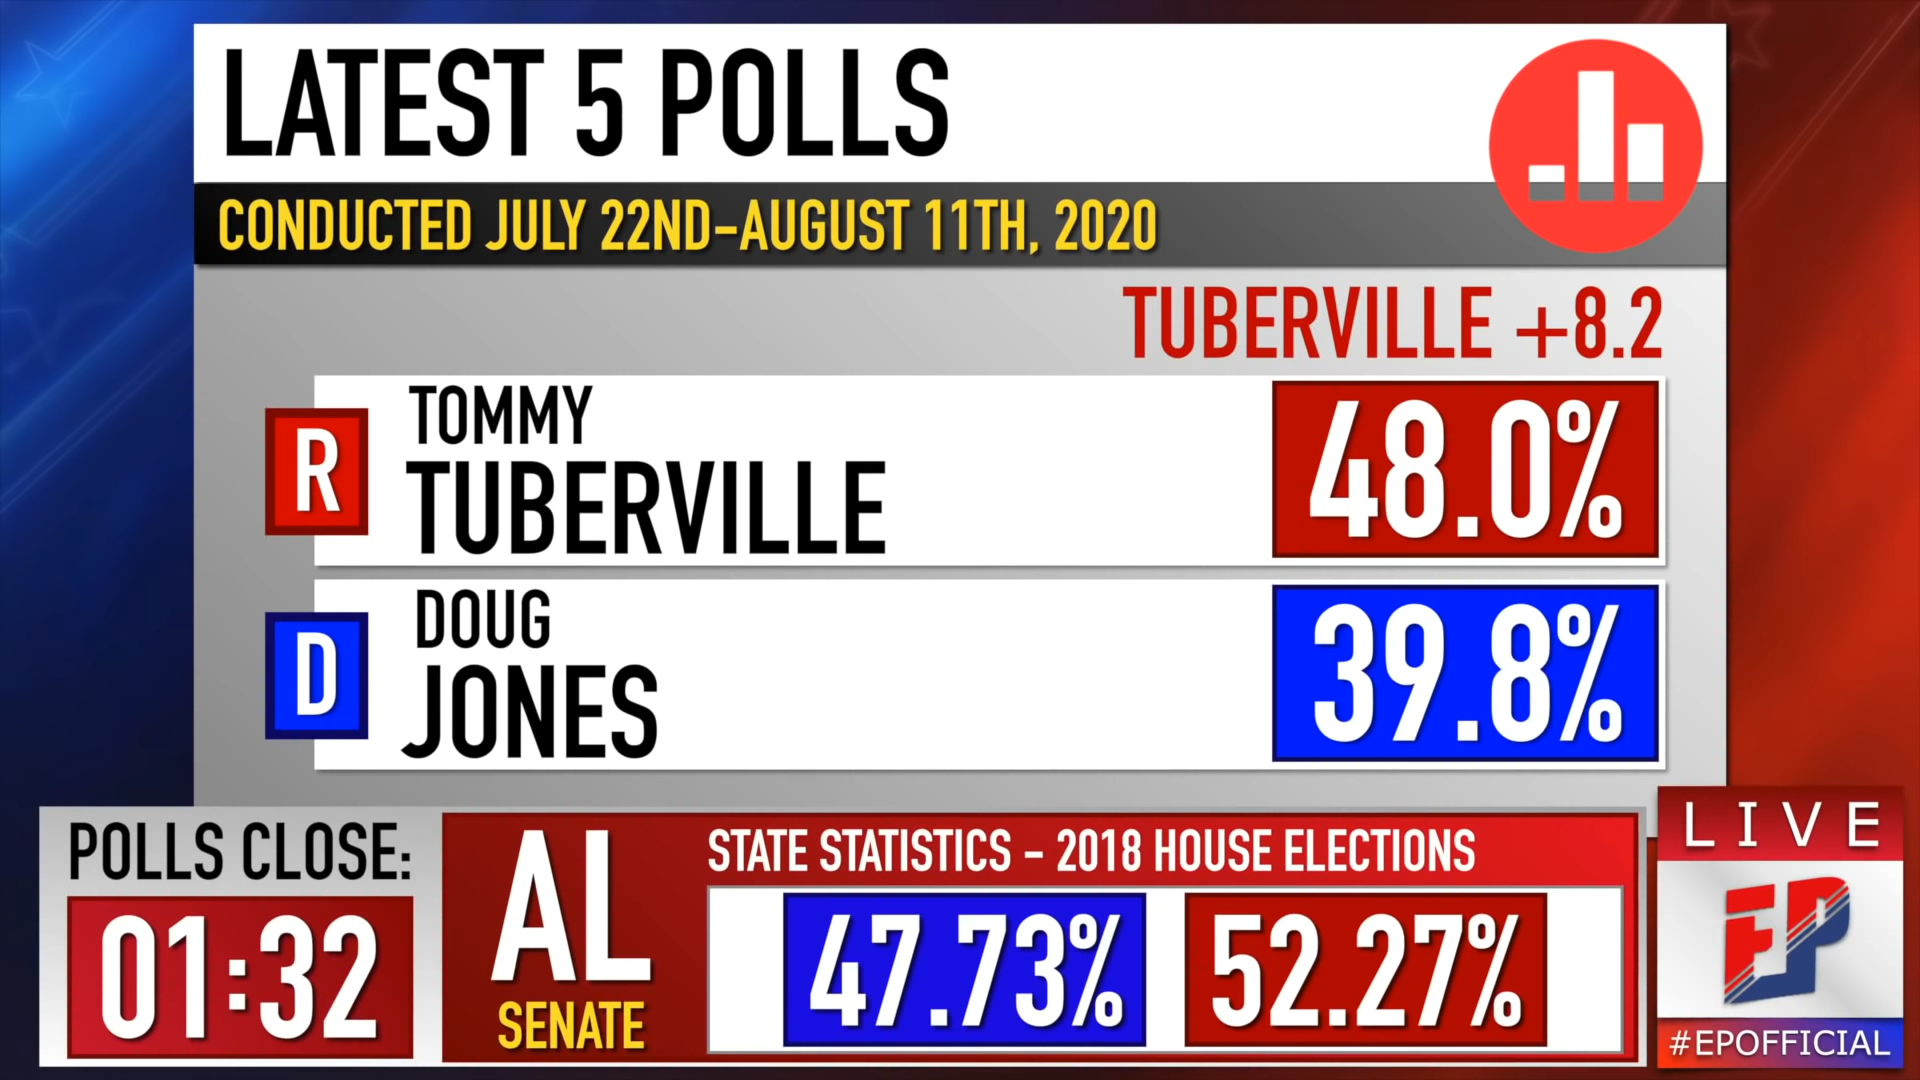 LATEST 5 POLLS
CONDUCTED JULY 22ND-AUGUST 11TH, 2020
TUBERVILLE +8.2
R
TOMMY
TUBERVILLE
48.0%
D
DOUG
JONES
39.8%
POLLS CLOSE:
01:32
AL
SENATE
STATE STATISTICS - 2018 HOUSE ELECTIONS
47.73% 52.27%
LIVE
EP
#EPOFFICIAL